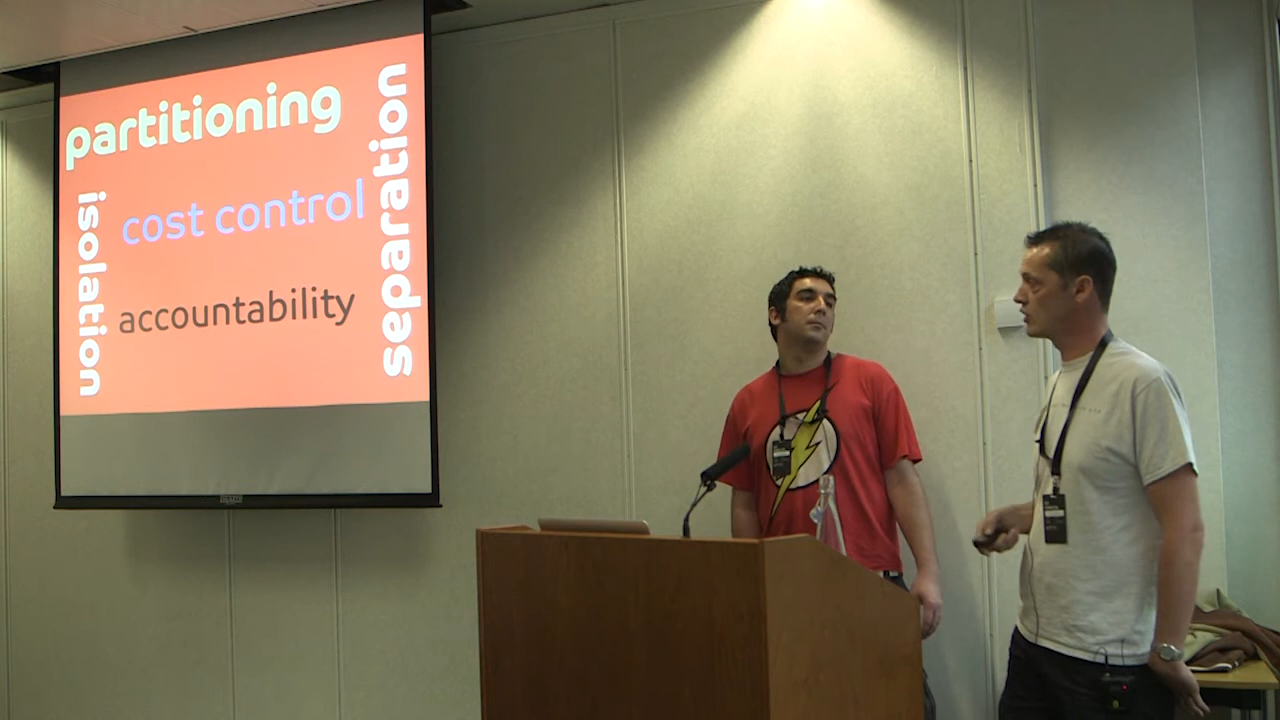 partitioning
separation
isolation
cost control
accountability